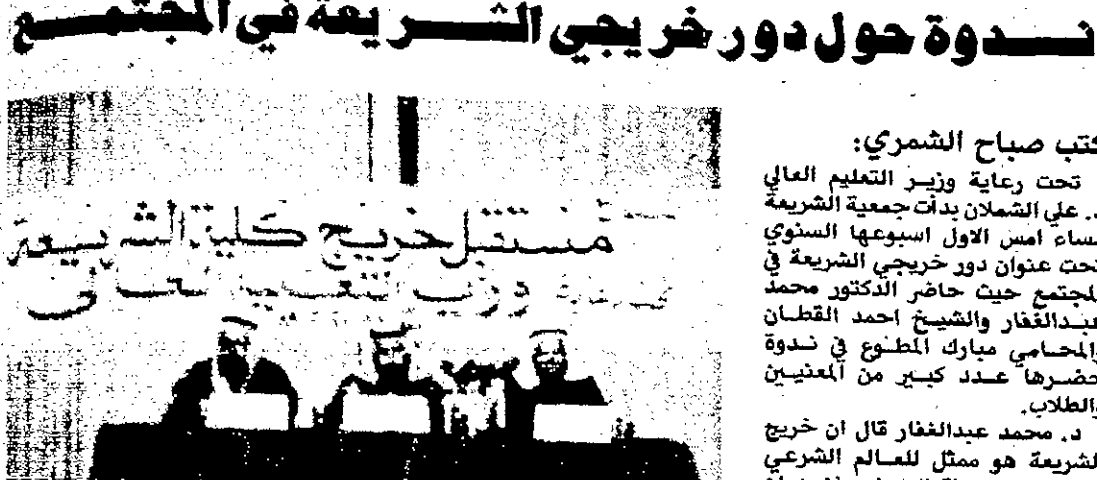 ندوة حول دور خريجي الشريعة في المجتمع
كتب صباح الشمري:
تحت رعاية وزير التعليم العالي
د. علي الشملان بدأت جمعية الشريعة
مساء امس الاول اسبوعها السنوي
تحت عنوان دور خريجي الشريعة في
المجتمع حيث حاضر الدكتور محمد
عبدالغفار والشيخ احمد القطان
والمحامي مبارك المطوع في ندوة
حضرها عدد كبير من المعنيين
والطلاب.
د. محمد عبدالغفار قال ان خريج
الشريعة هو ممثل للعالم الشرعي
مستقبل خريج كلية الشريعة